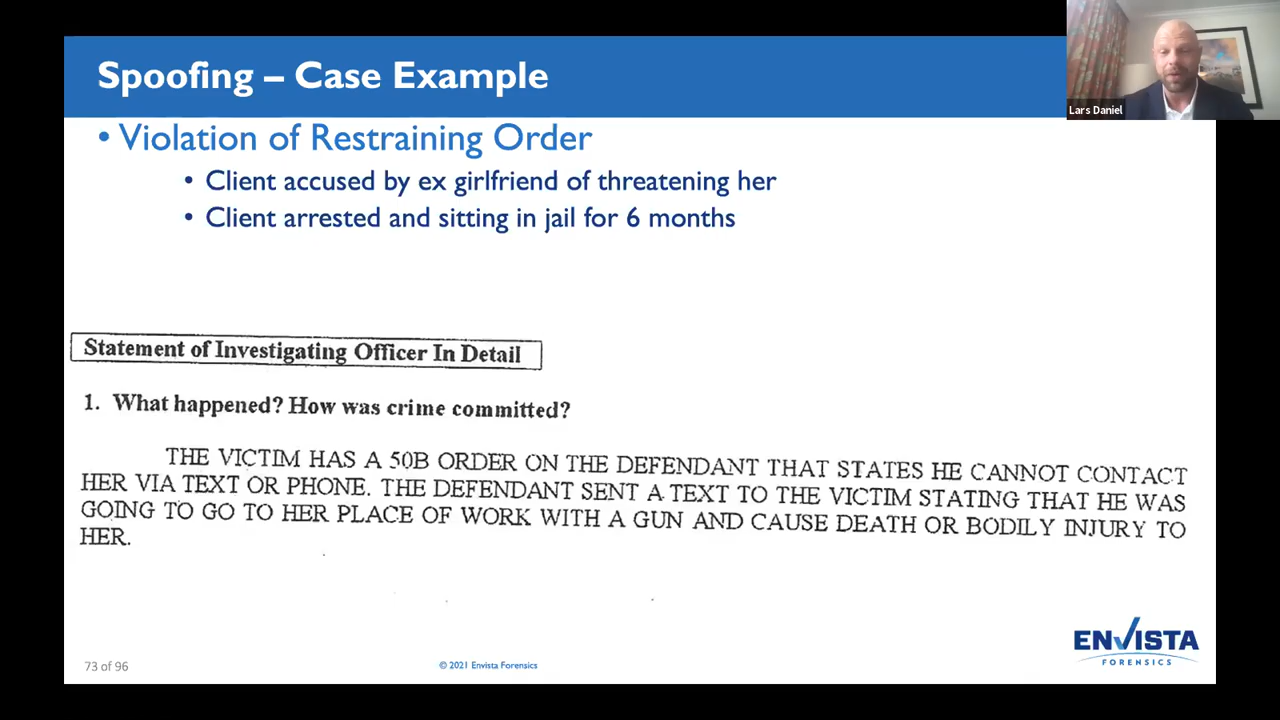 Spoofing – Case Example
Lars Daniel
• Violation of Restraining Order
• Client accused by ex girlfriend of threatening her
• Client arrested and sitting in jail for 6 months
Statement of Investigating Officer In Detail
1. What happened? How was crime committed?
THE VICTIM HAS A 50B ORDER ON THE DEFENDANT THAT STATES HE CANNOT CONTACT
HER VIA TEXT OR PHONE. THE DEFENDANT SENT A TEXT TO THE VICTIM STATING THAT HE WAS
GOING TO GO TO HER PLACE OF WORK WITH A GUN AND CAUSE DEATH OR BODILY INJURY TO
HER.
ENVISTA
FORENSICS
73 of 96
© 2021 Envista Forensics